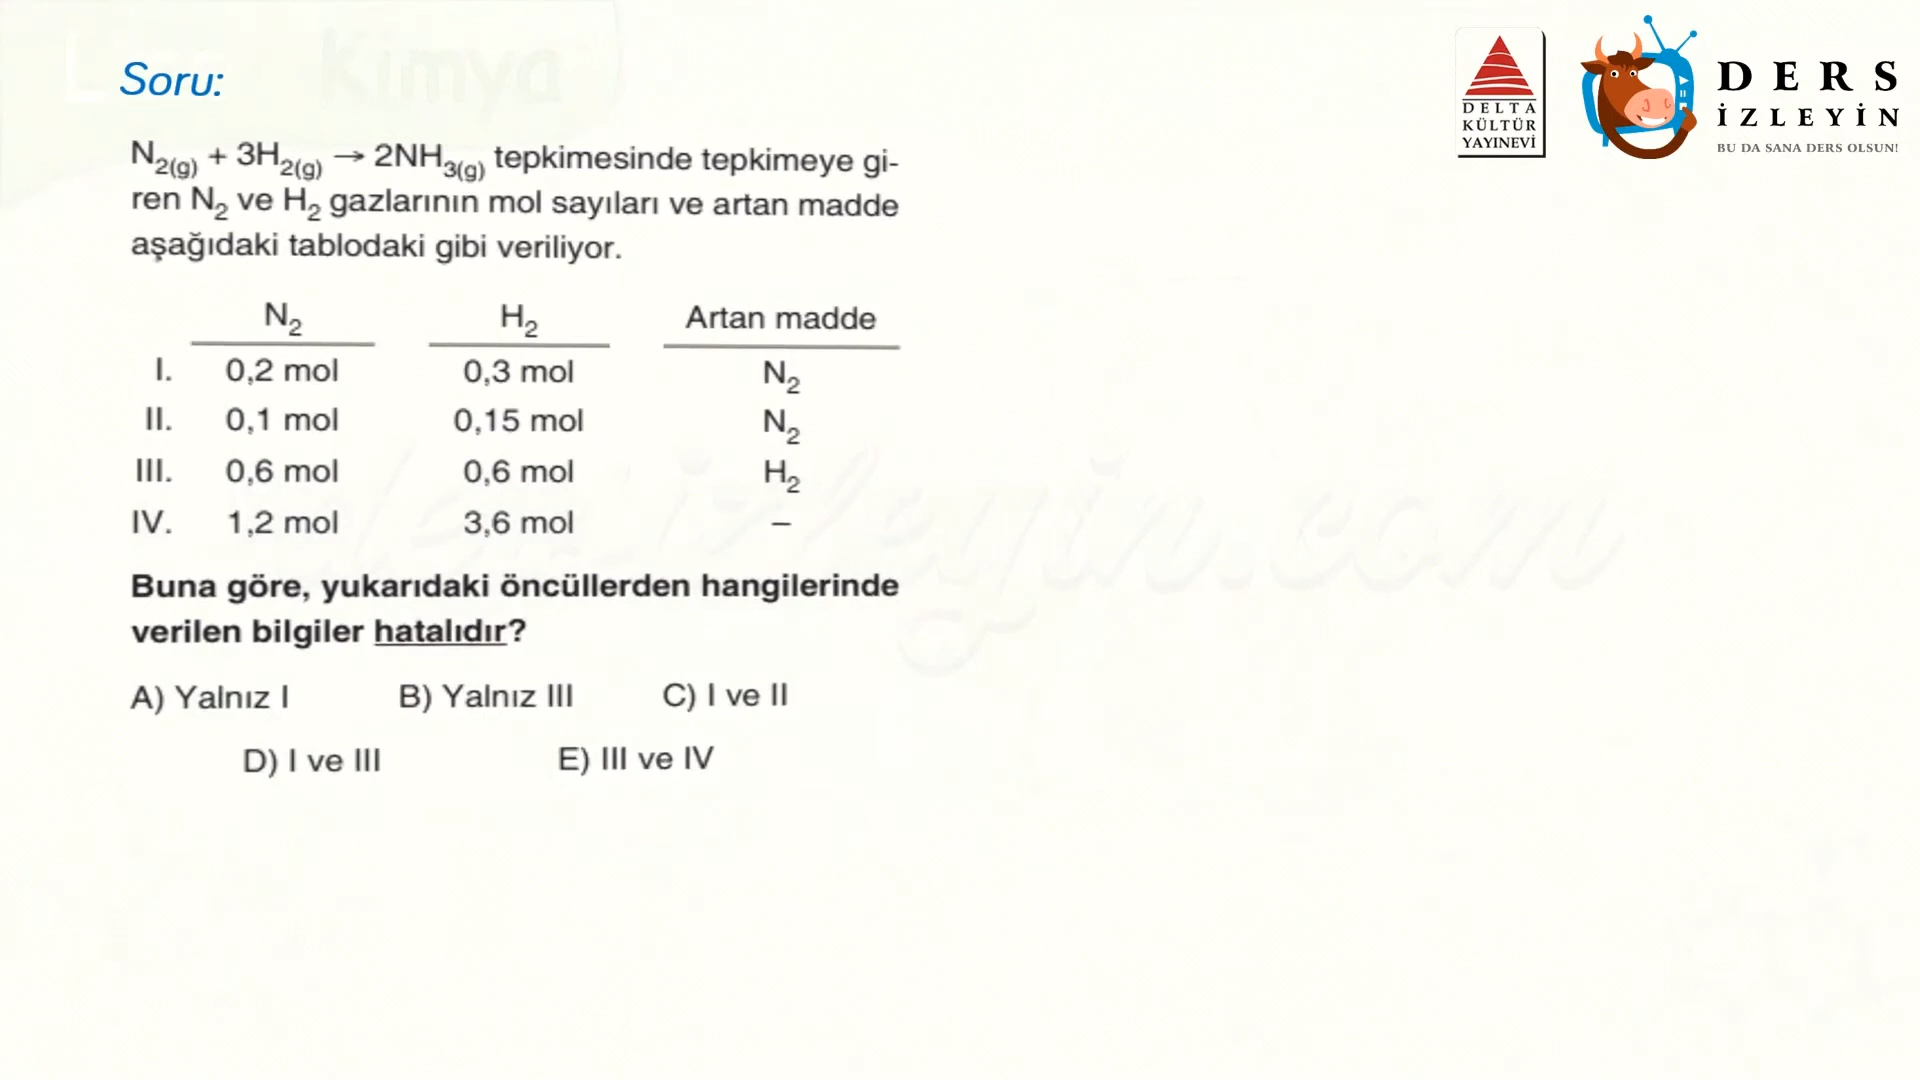 Kimya
Soru:
DELTA
KÜLTÜR
YAYINEVİ
DERS
İZLEYİN
BU DA SANA DERS OLSUN!
N2(g) + 3H2(g) → 2NH3(g) tepkimesinde tepkimeye gi-
ren N2 ve H2 gazlarının mol sayıları ve artan madde
aşağıdaki tablodaki gibi veriliyor.
N2 H2 Artan madde
I. 0,2 mol 0,3 mol N2
II. 0,1 mol 0,15 mol N2
III. 0,6 mol 0,6 mol H2
IV. 1,2 mol 3,6 mol –
Buna göre, yukarıdaki öncüllerden hangilerinde
verilen bilgiler hatalıdır?
A) Yalnız I B) Yalnız III C) I ve II
D) I ve III E) III ve IV